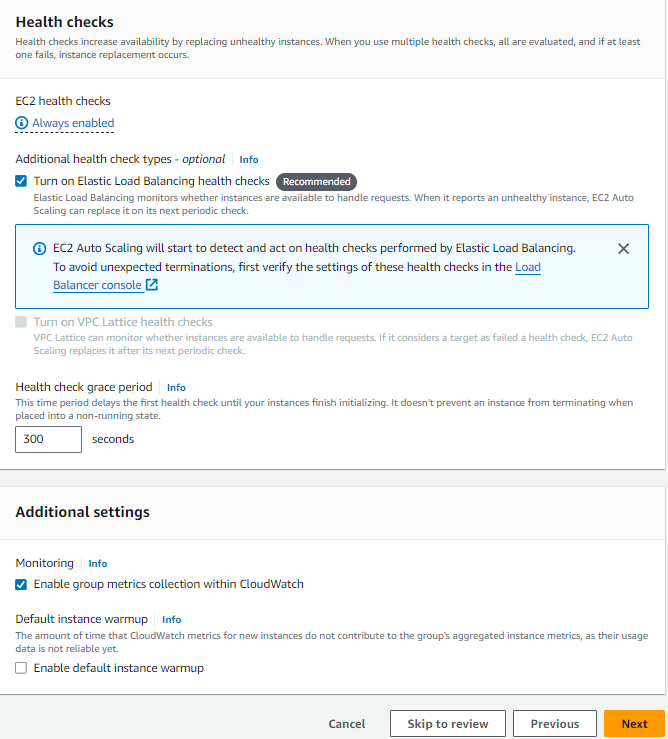 Health checks
Health checks increase availability by replacing unhealthy instances. When you use multiple health checks, all are evaluated, and if at least
one fails, instance replacement occurs.
EC2 health checks
Always enabled
Additional health check types - optional Info
Turn on Elastic Load Balancing health checks Recommended
Elastic Load Balancing monitors whether instances are available to handle requests. When it reports an unhealthy instance, EC2 Auto
Scaling can replace it on its next periodic check.
EC2 Auto Scaling will start to detect and act on health checks performed by Elastic Load Balancing.
To avoid unexpected terminations, first verify the settings of these health checks in the Load
Balancer console
Turn on VPC Lattice health checks
VPC Lattice can monitor whether instances are available to handle requests. If it considers a target as failed a health check, EC2 Auto
Scaling replaces it after its next periodic check.
Health check grace period Info
This time period delays the first health check until your instances finish initializing. It doesn't prevent an instance from terminating when
placed into a non-running state.
300 seconds
Additional settings
Monitoring Info
Enable group metrics collection within CloudWatch
Default instance warmup Info
The amount of time that CloudWatch metrics for new instances do not contribute to the group's aggregated instance metrics, as their usage
data is not reliable yet.
Enable default instance warmup
Cancel Skip to review Previous Next